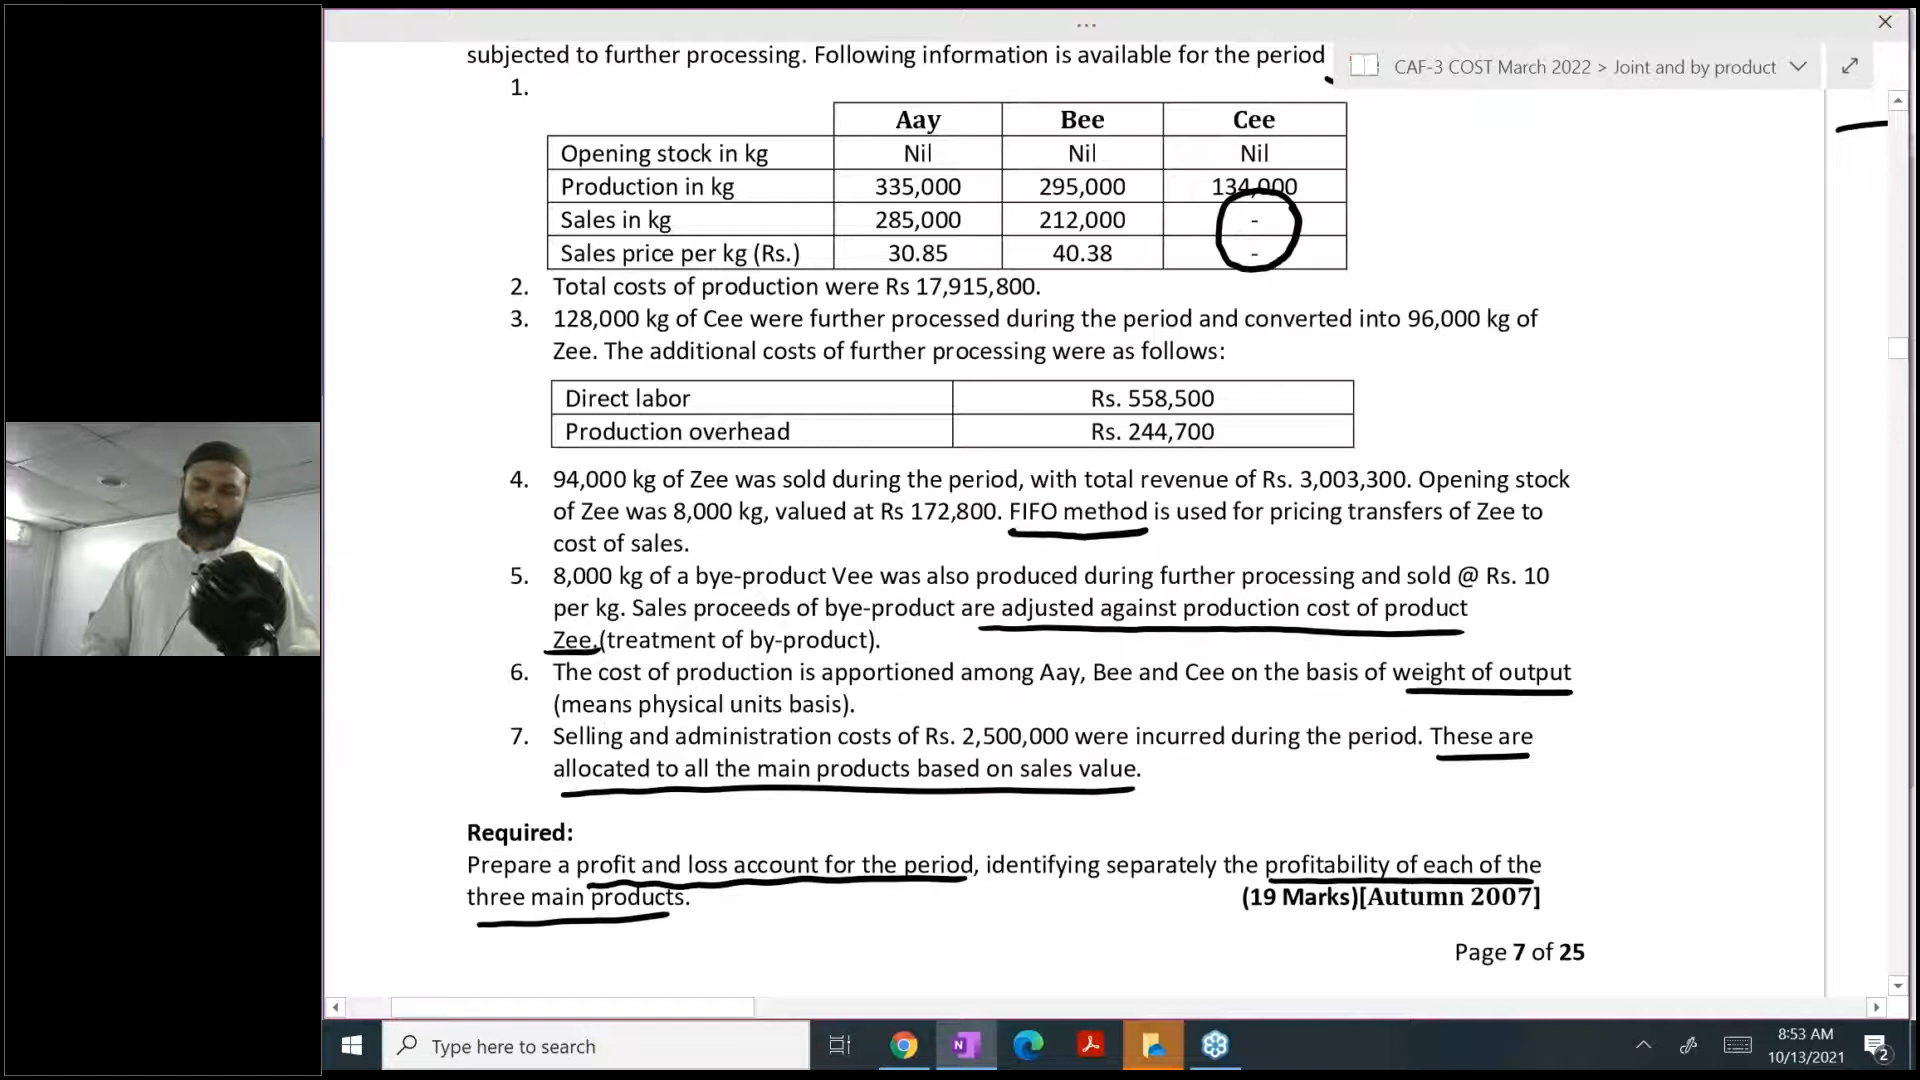 subjected to further processing. Following information is available for the period
CAF-3 COST March 2022 > Joint and by product
1.
Aay Bee Cee
Opening stock in kg Nil Nil Nil
Production in kg 335,000 295,000 134,000
Sales in kg 285,000 212,000 -
Sales price per kg (Rs.) 30.85 40.38 -
2. Total costs of production were Rs 17,915,800.
3. 128,000 kg of Cee were further processed during the period and converted into 96,000 kg of
Zee. The additional costs of further processing were as follows:
Direct labor Rs. 558,500
Production overhead Rs. 244,700
4. 94,000 kg of Zee was sold during the period, with total revenue of Rs. 3,003,300. Opening stock
of Zee was 8,000 kg, valued at Rs 172,800. FIFO method is used for pricing transfers of Zee to
cost of sales.
5. 8,000 kg of a bye-product Vee was also produced during further processing and sold @ Rs. 10
per kg. Sales proceeds of bye-product are adjusted against production cost of product
Zee.(treatment of by-product).
6. The cost of production is apportioned among Aay, Bee and Cee on the basis of weight of output
(means physical units basis).
7. Selling and administration costs of Rs. 2,500,000 were incurred during the period. These are
allocated to all the main products based on sales value.
Required:
Prepare a profit and loss account for the period, identifying separately the profitability of each of the
three main products. (19 Marks)[Autumn 2007]
Page 7 of 25
Type here to search
8:53 AM
10/13/2021
2